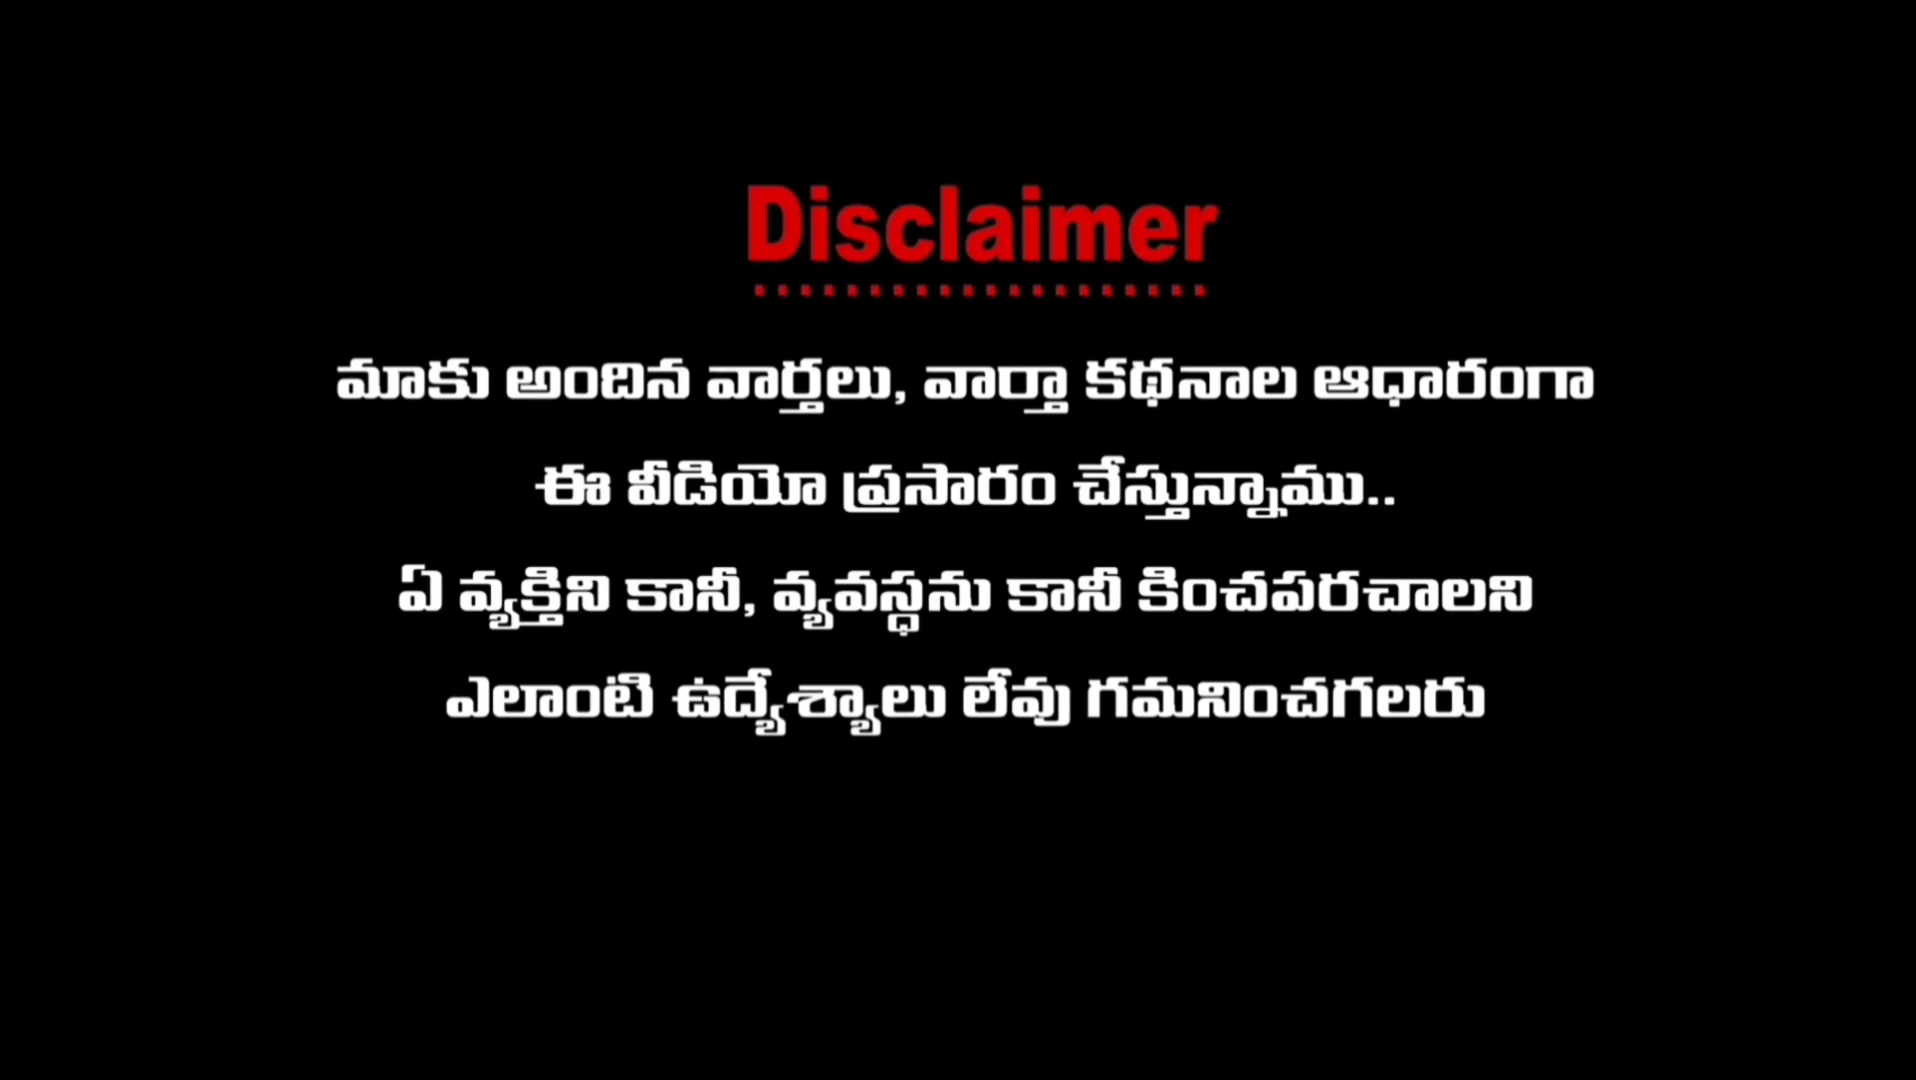 Disclaimer
మాకు అందిన వార్తలు, వార్తా కథనాల ఆధారంగా
ఈ వీడియో ప్రసారం చేస్తున్నాము..
ఏ వ్యక్తిని కానీ, వ్యవస్థను కానీ కించపరచాలని
ఎలాంటి ఉద్యేశ్యాలు లేవు గమనించగలరు